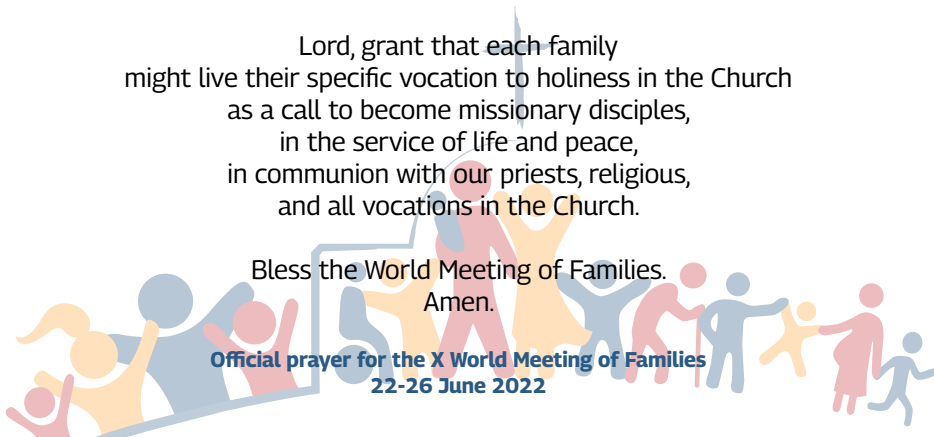 Lord, grant that each family
might live their specific vocation to holiness in the Church
as a call to become missionary disciples,
in the service of life and peace,
in communion with our priests, religious,
and all vocations in the Church.
Bless the World Meeting of Families.
Amen.
Official prayer for the X World Meeting of Families
22-26 June 2022